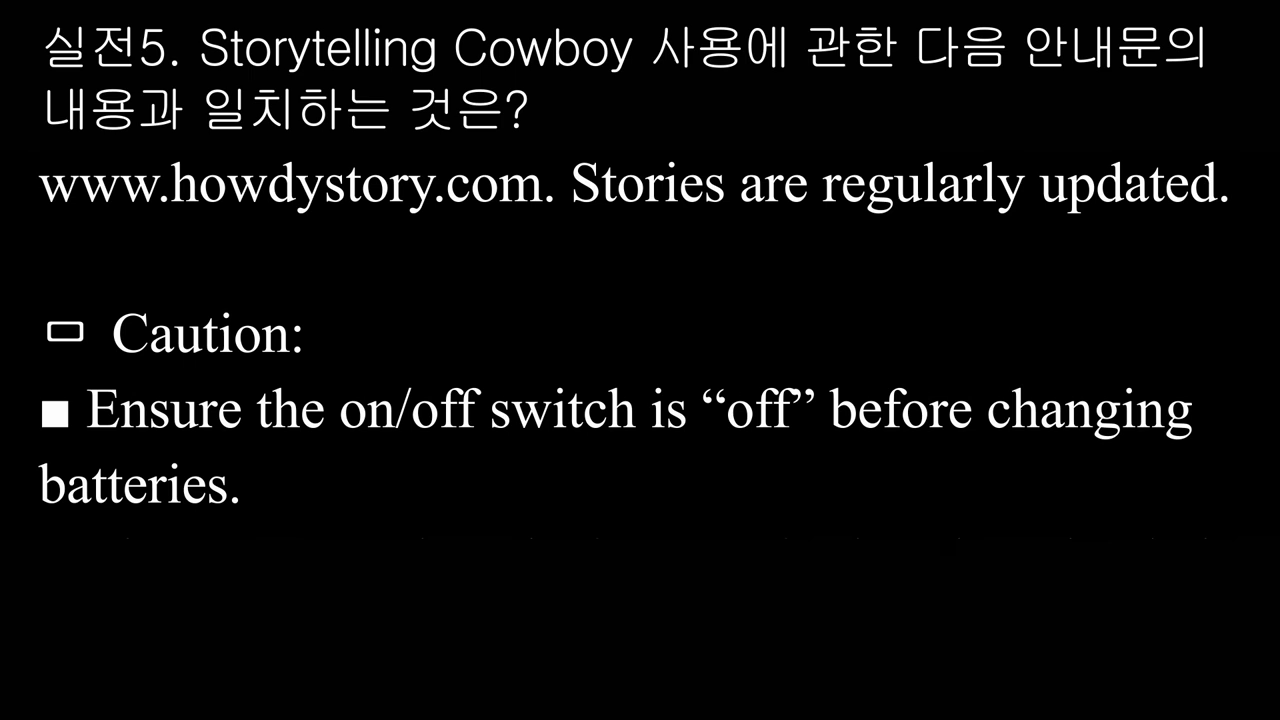 실전5. Storytelling Cowboy 사용에 관한 다음 안내문의
내용과 일치하는 것은?
www.howdystory.com. Stories are regularly updated.
ㅁ Caution:
■ Ensure the on/off switch is “off” before changing
batteries.